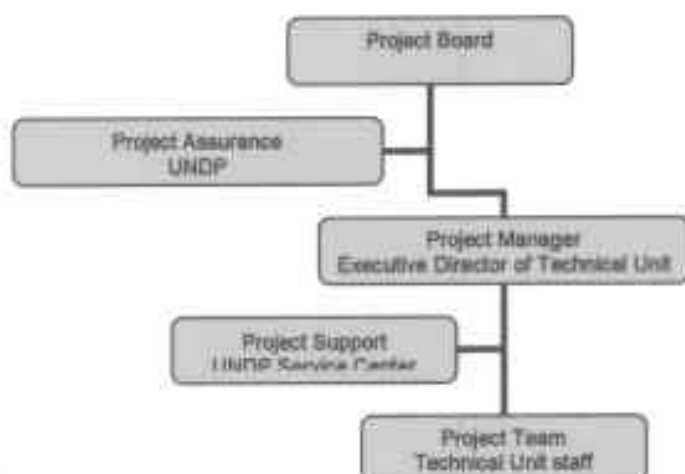 Project Board
Project Assurance
UNDP
Project Manager
Executive Director of Technical Unit
Project Support
UNDP Service Center
Project Team
Technical Unit staff